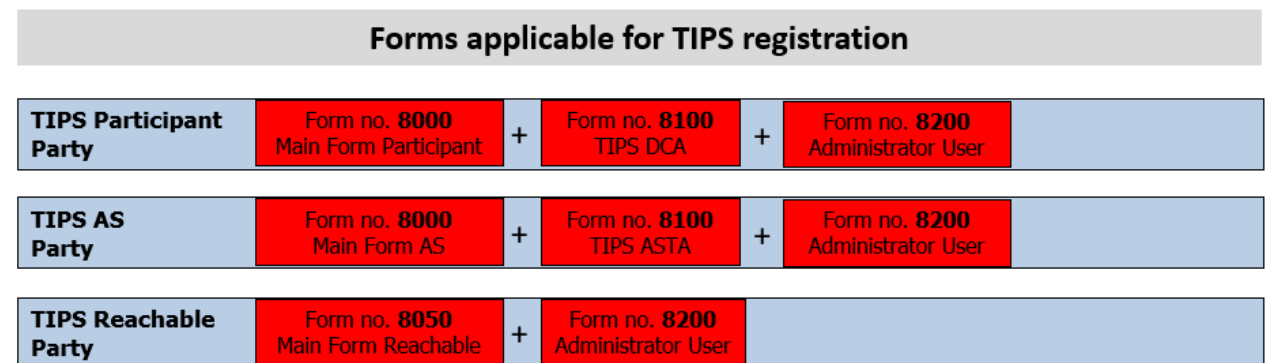 Forms applicable for TIPS registration
TIPS Participant Party
Form no. 8000
Main Form Participant
+
Form no. 8100
TIPS DCA
+
Form no. 8200
Administrator User
TIPS AS
Party
Form no. 8000
Main Form AS
+
Form no. 8100
TIPS ASTA
+
Form no. 8200
Administrator User
TIPS Reachable
Party
Form no. 8050
Main Form Reachable
+
Form no. 8200
Administrator User